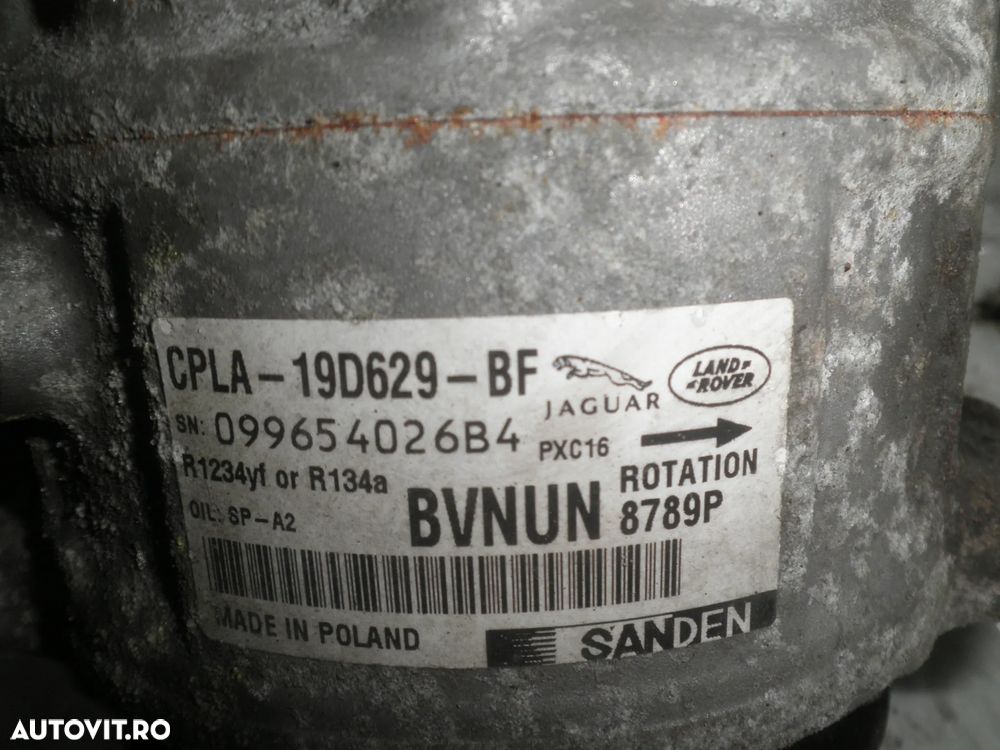 CPLA-19D629-BF
JAGUAR
LAND ROVER
SN: 099654026B4
PXC16
R1234yf or R134a
ROTATION
OIL: SP-A2
BVNUN
8789P
MADE IN POLAND
SANDEN
AUTOVIT.RO